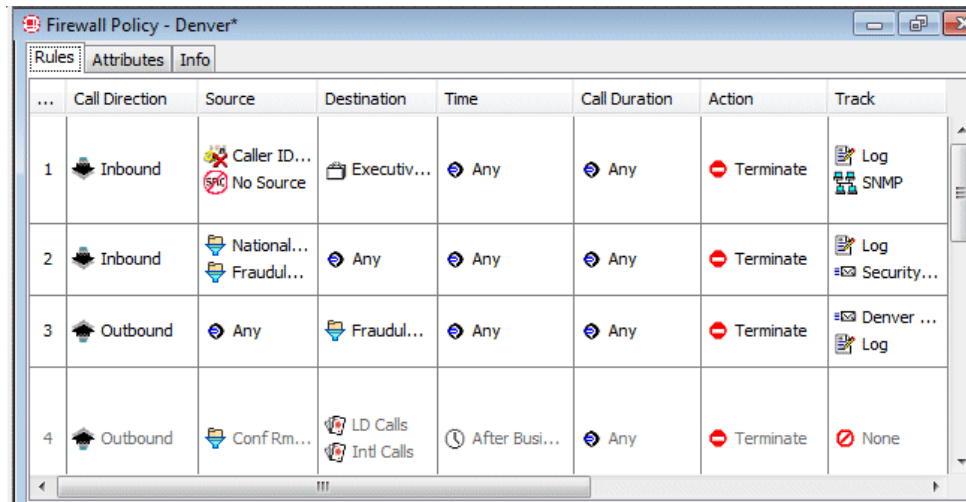 Firewall Policy - Denver*
Rules Attributes Info
... Call Direction Source Destination Time Call Duration Action Track
1 Inbound Caller ID... No Source Executiv... Any Any Terminate Log SNMP
2 Inbound National... Fraudul... Any Any Any Terminate Log Security...
3 Outbound Any Fraudul... Any Any Terminate Denver ... Log
4 Outbound Conf Rm... LD Calls Intl Calls After Busi... Any Terminate None